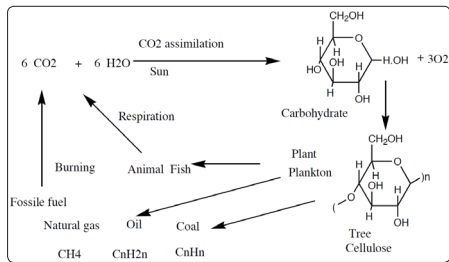 CO2 assimilation
6 CO2 + 6 H2O
Sun
CH2OH
O
H
H
HO
OH
H
H.OH
H
OH
+ 3O2
Carbohydrate
Respiration
Burning
Animal Fish
Plant
Plankton
CH2OH
O
H
H
OH
H
)n
(
O
H
OH
Tree
Cellulose
Fossile fuel
Natural gas Oil Coal
CH4 CnH2n CnHn